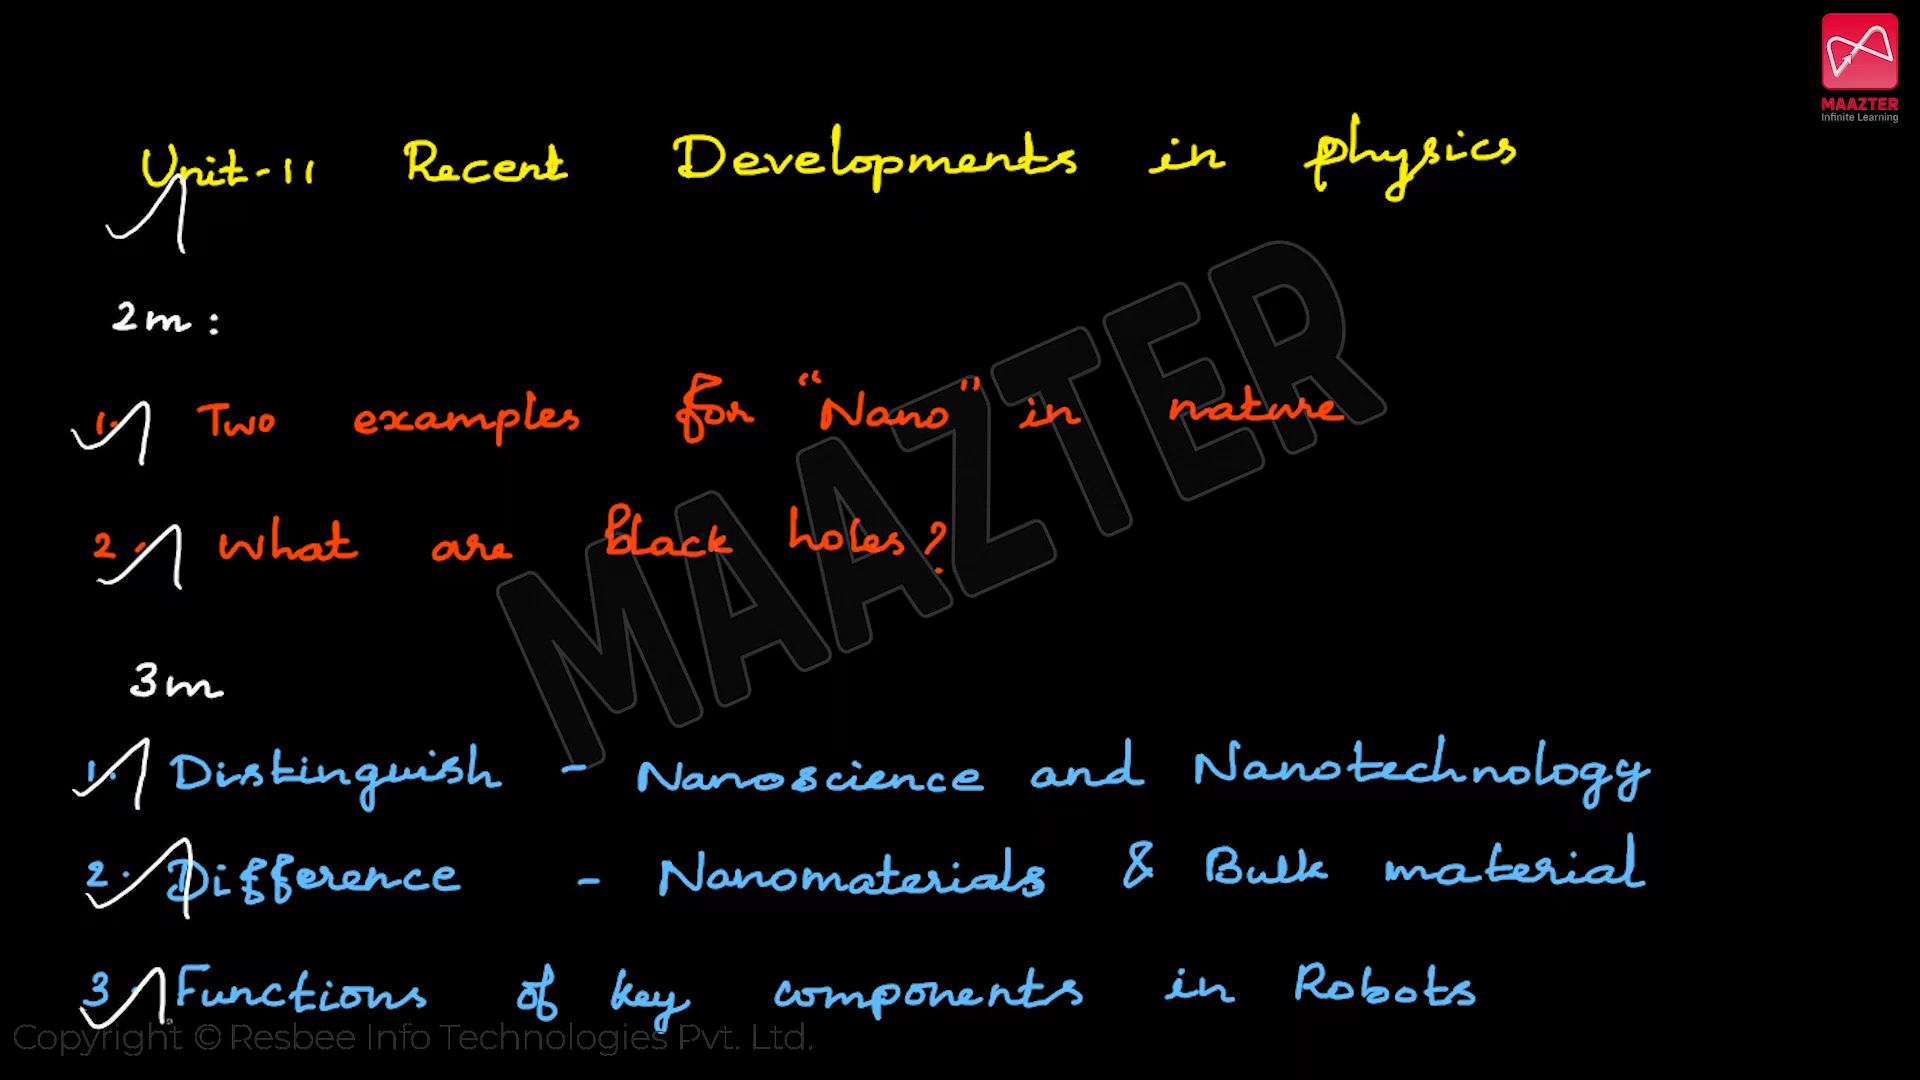 MAAZTER
Infinite Learning
Unit-11 Recent Developments in physics
2m:
1. Two examples for "Nano" in nature
2. What are black holes?
3m
1. Distinguish - Nanoscience and Nanotechnology
2. Difference - Nanomaterials & Bulk material
3. Functions of key components in Robots
MAAZTER
Copyright © Resbee Info Technologies Pvt. Ltd.